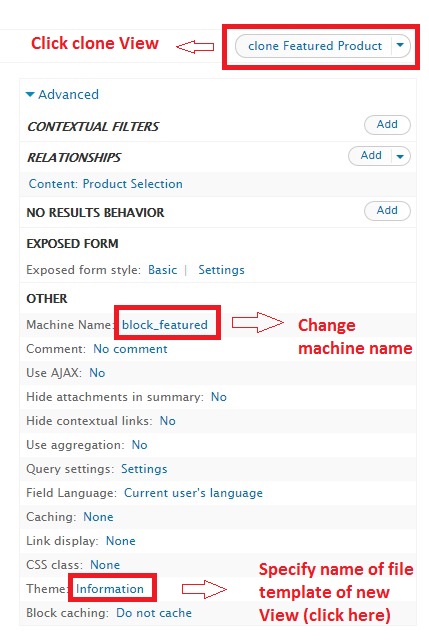 Click clone View
clone Featured Product
Advanced
CONTEXTUAL FILTERS Add
RELATIONSHIPS Add
Content: Product Selection
NO RESULTS BEHAVIOR Add
EXPOSED FORM
Exposed form style: Basic | Settings
OTHER
Machine Name: block_featured
Change
machine name
Comment: No comment
Use AJAX: No
Hide attachments in summary: No
Hide contextual links: No
Use aggregation: No
Query settings: Settings
Field Language: Current user's language
Caching: None
Link display: None
CSS class: None
Theme: Information
Specify name of file
template of new
View (click here)
Block caching: Do not cache